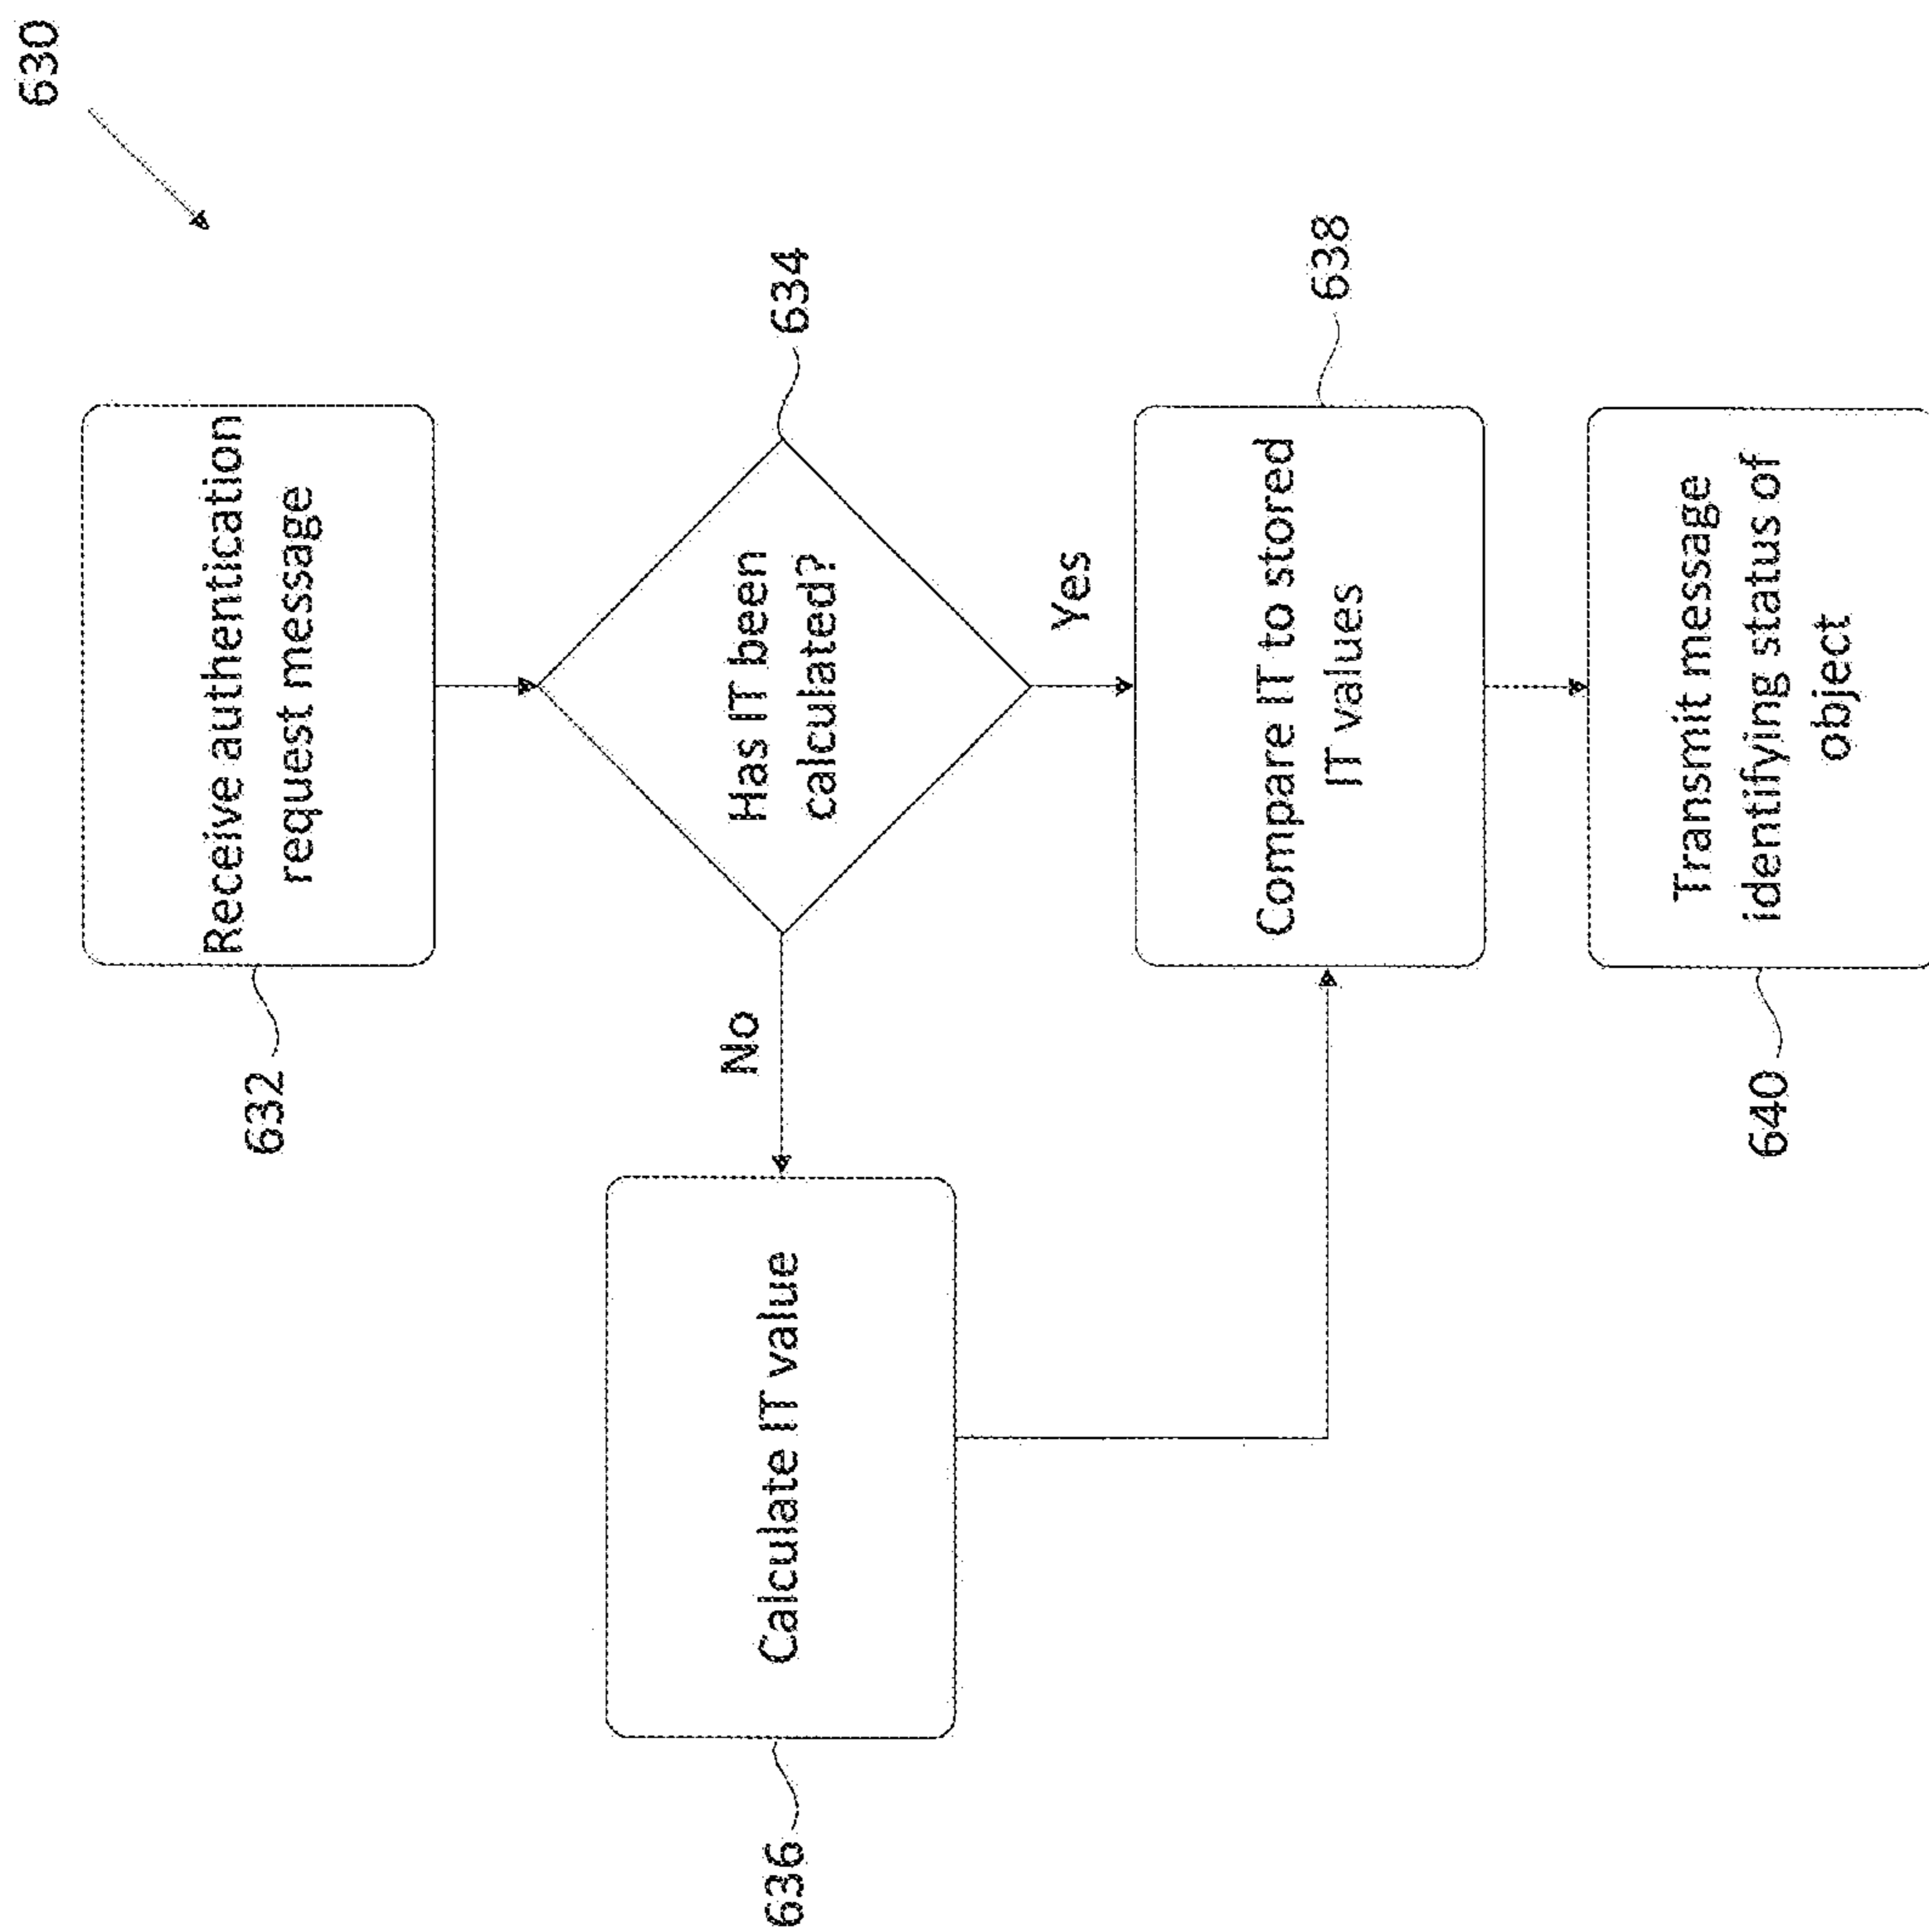 630
632
Receive authentication
request message
634
Has IT been
calculated?
No
Yes
636
Calculate IT value
638
Compare IT to stored
IT values
640
Transmit message
identifying status of
object